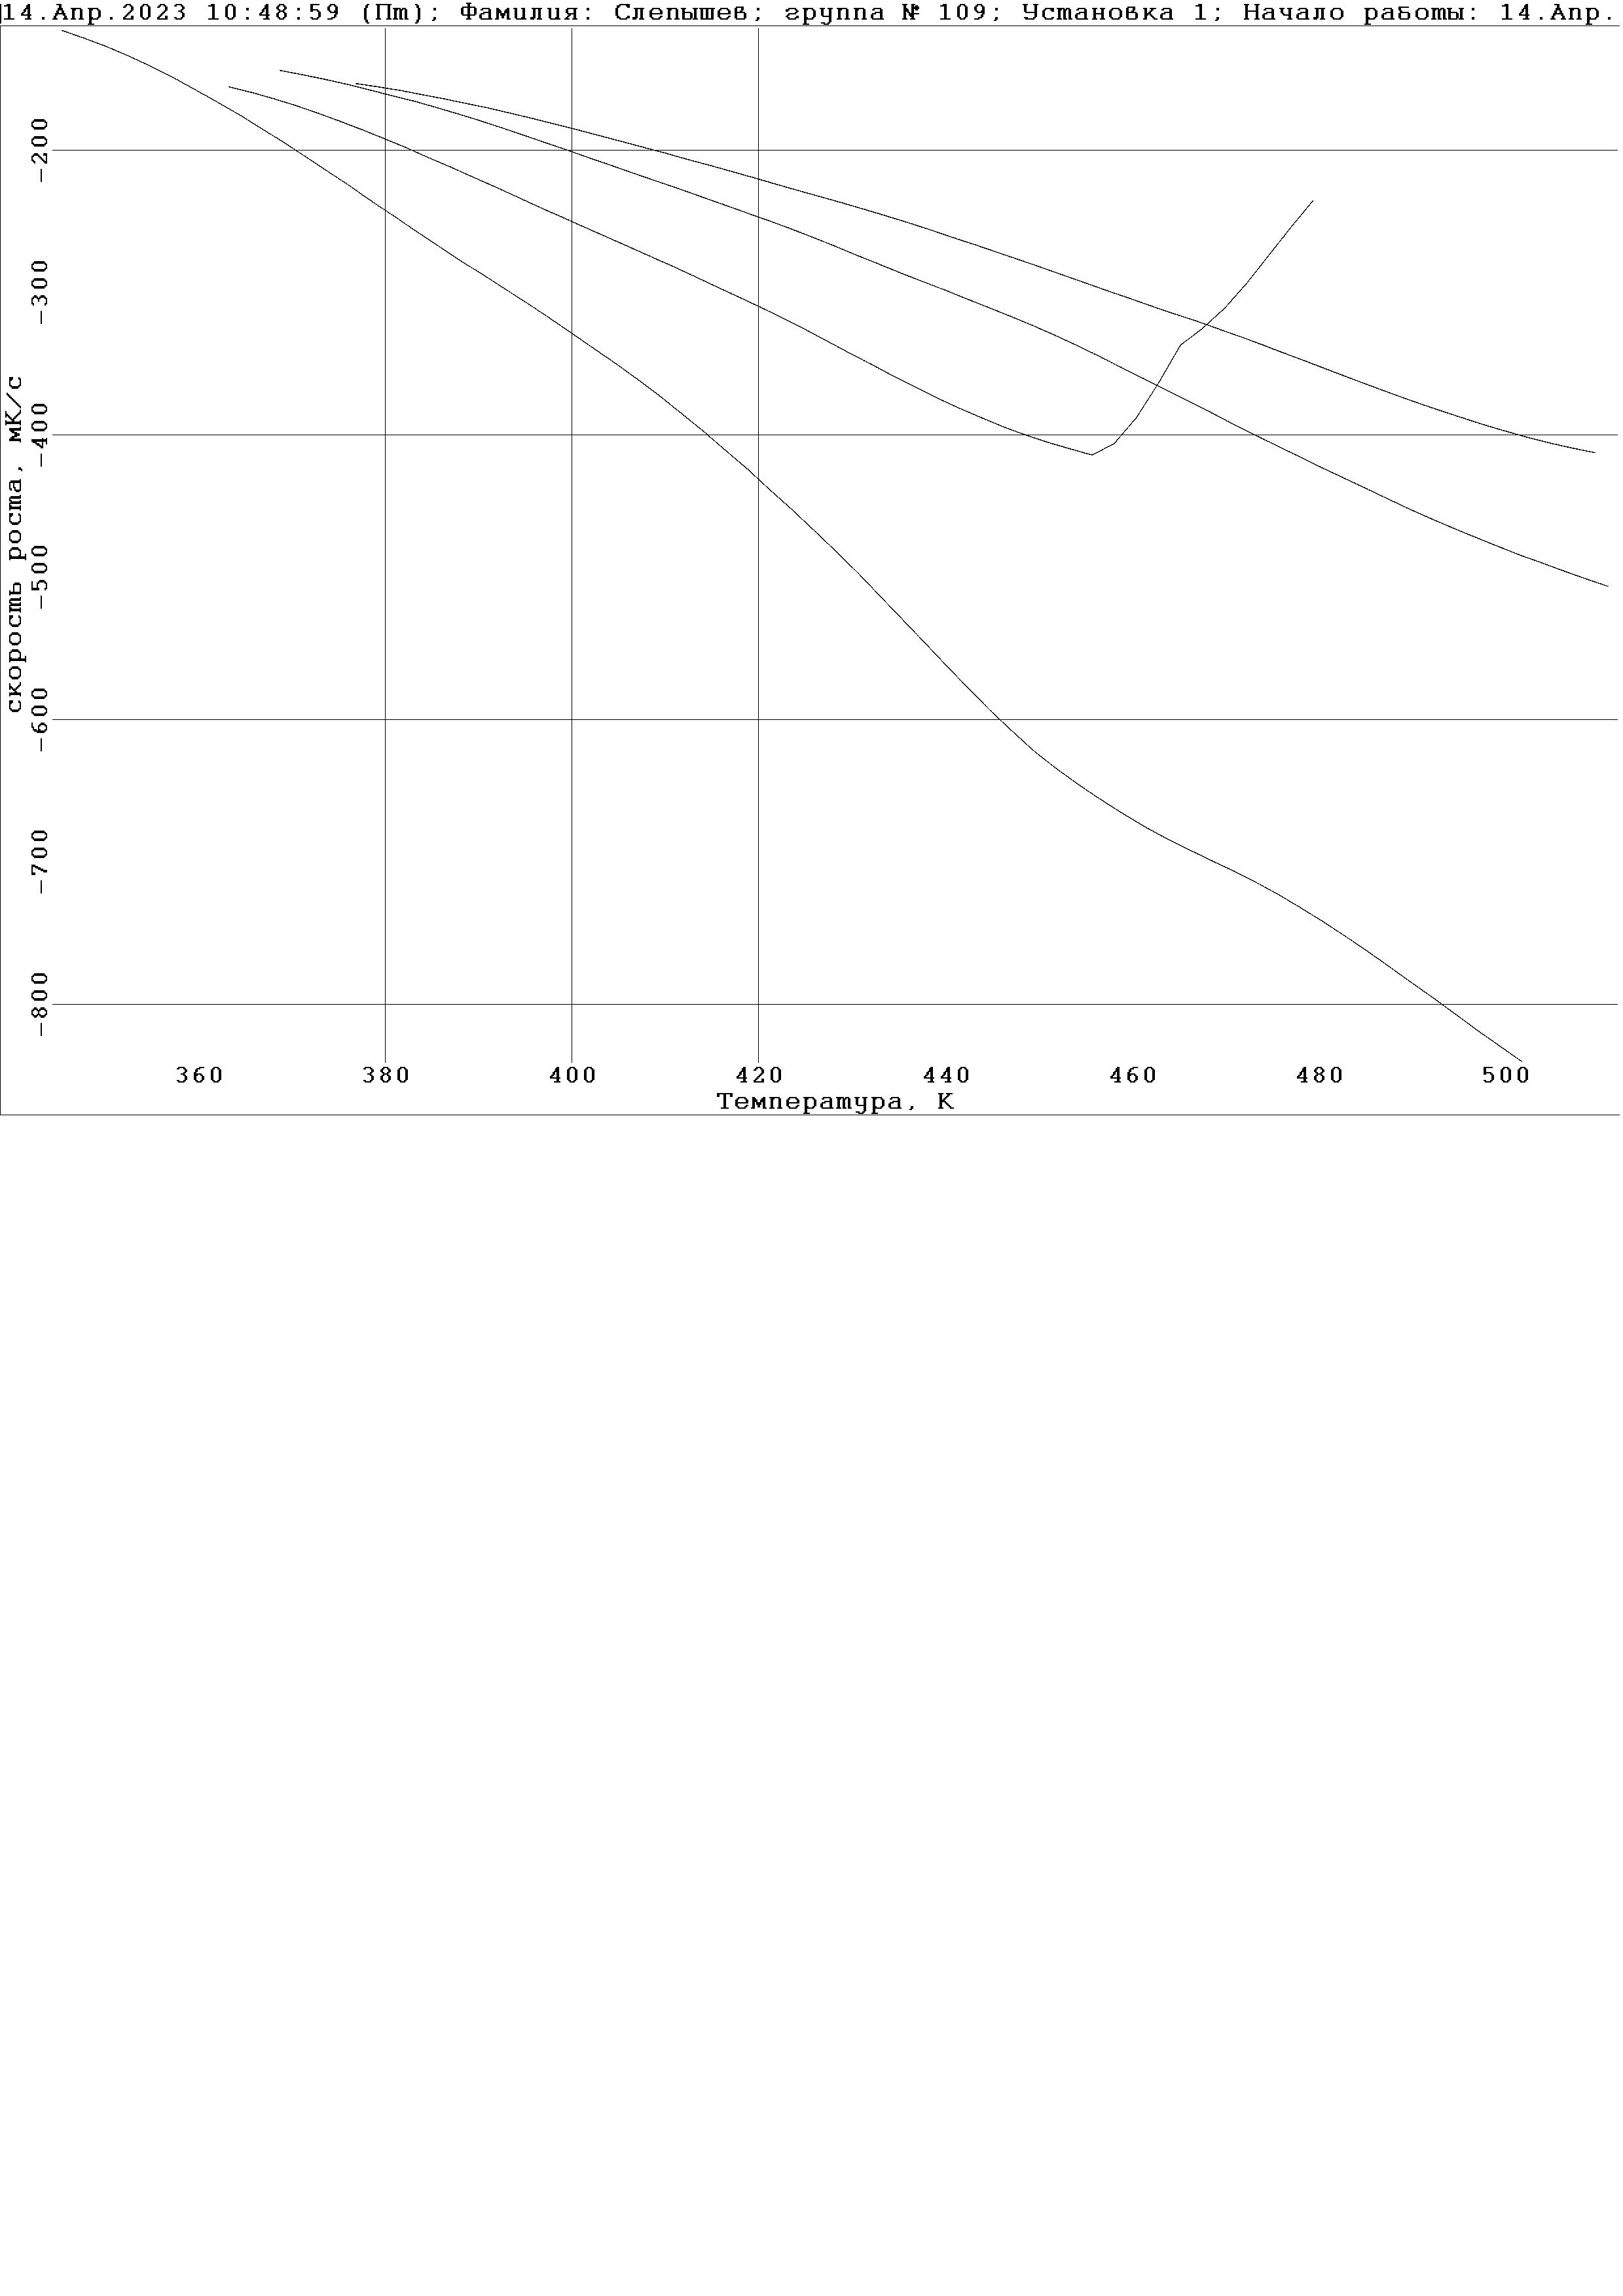 14.Апр.2023 10:48:59 (Пт); Фамилия: Слепышев; группа № 109; Установка 1; Начало работы: 14.Апр.
скорость роста, мК/с
-200
-300
-400
-500
-600
-700
-800
360 380 400 420 440 460 480 500
Температура, К